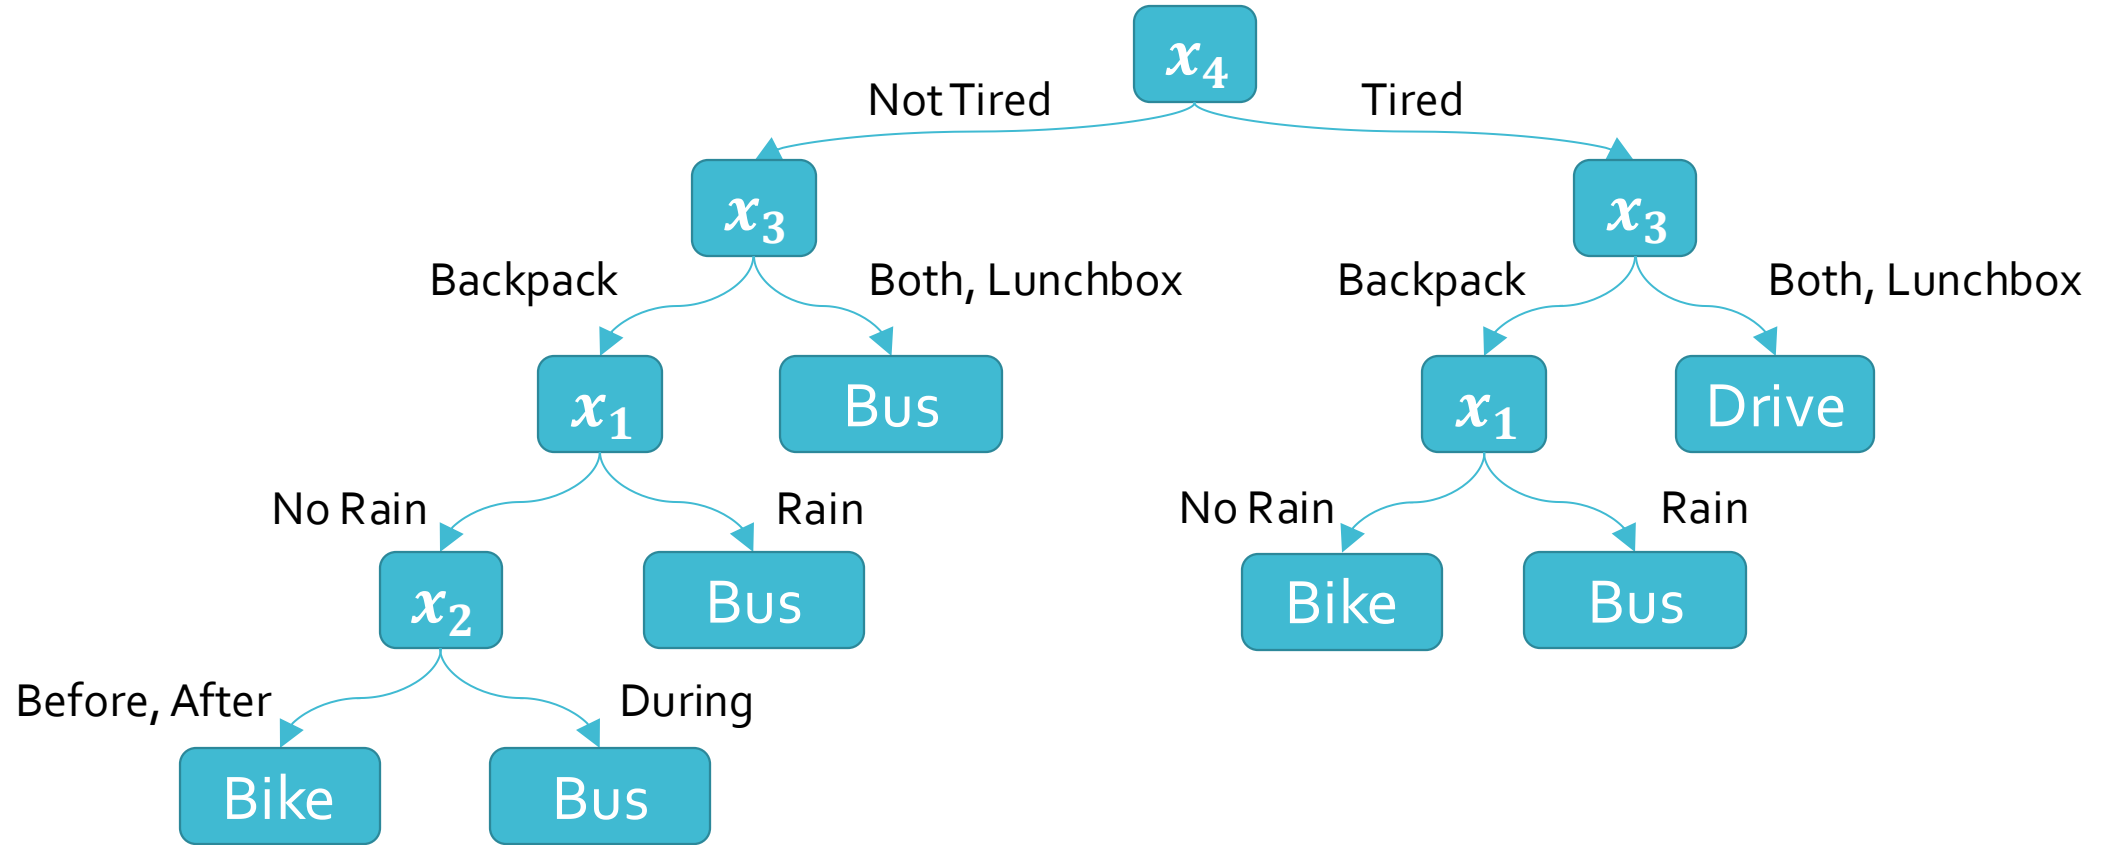 x4
Not Tired
Tired
x3
x3
Backpack
Both, Lunchbox
Backpack
Both, Lunchbox
x1
Bus
x1
Drive
No Rain
Rain
No Rain
Rain
x2
Bus
Bike
Bus
Before, After
During
Bike
Bus